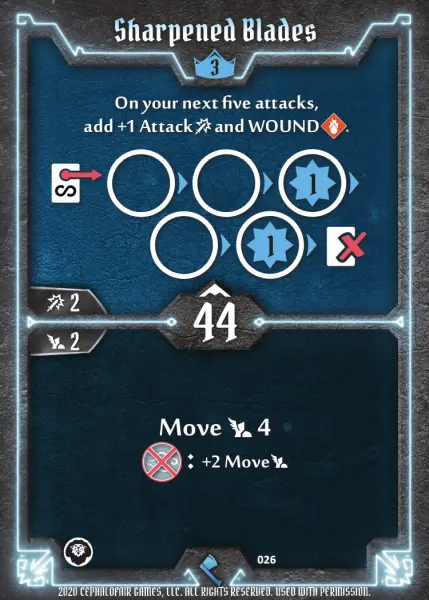 Sharpened Blades
3
On your next five attacks,
add +1 Attack and WOUND .
S 1
1
2
44
2
Move 4
: +2 Move
026
2020 CEPHALOFAIR GAMES, LLC. ALL RIGHTS RESERVED. USED WITH PERMISSION.